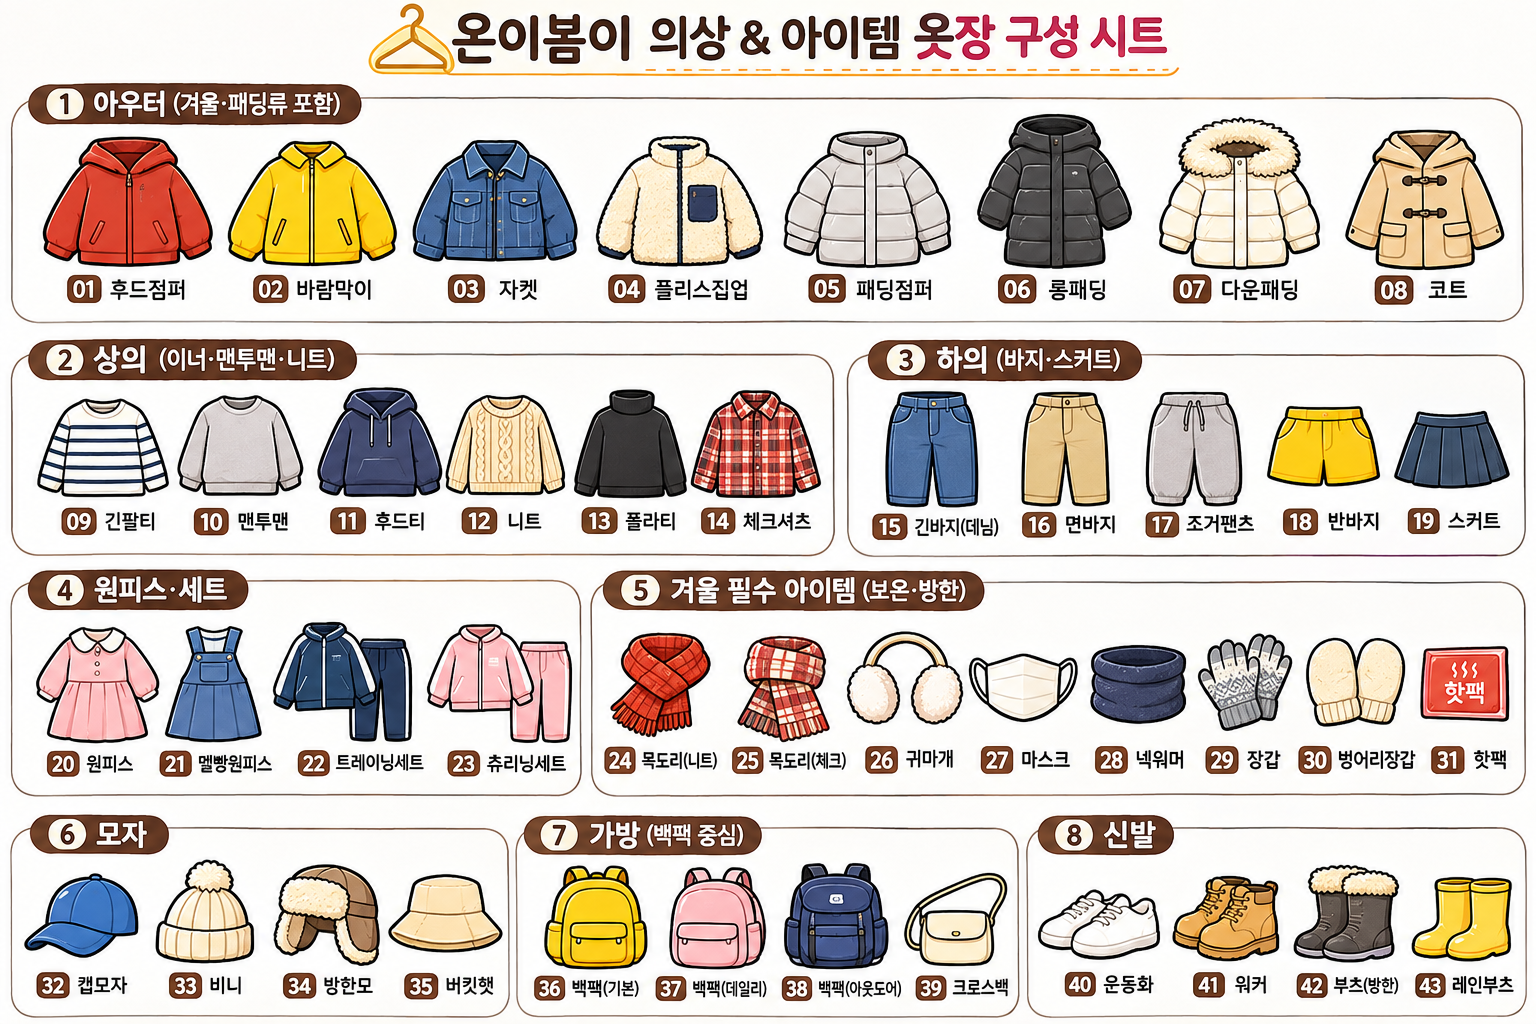 온이봄이 의상 & 아이템 옷장 구성 시트
1 아우터 (겨울·패딩류 포함)
01 후드점퍼
02 바람막이
03 자켓
04 플리스집업
05 패딩점퍼
06 롱패딩
07 다운패딩
08 코트
2 상의 (이너·맨투맨·니트)
09 긴팔티
10 맨투맨
11 후드티
12 니트
13 폴라티
14 체크셔츠
3 하의 (바지·스커트)
15 긴바지(데님)
16 면바지
17 조거팬츠
18 반바지
19 스커트
4 원피스·세트
20 원피스
21 멜빵원피스
22 트레이닝세트
23 츄리닝세트
5 겨울 필수 아이템 (보온·방한)
핫팩
24 목도리(니트)
25 목도리(체크)
26 귀마개
27 마스크
28 넥워머
29 장갑
30 벙어리장갑
31 핫팩
6 모자
32 캡모자
33 비니
34 방한모
35 버킷햇
7 가방 (백팩 중심)
36 백팩(기본)
37 백팩(데일리)
38 백팩(아웃도어)
39 크로스백
8 신발
40 운동화
41 워커
42 부츠(방한)
43 레인부츠